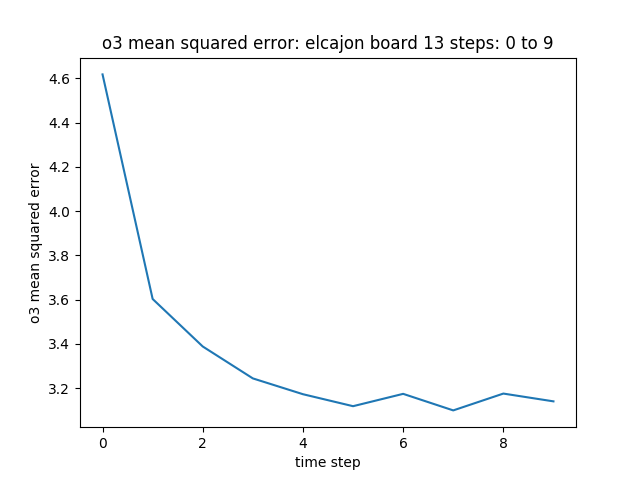 o3 mean squared error: elcajon board 13 steps: 0 to 9
4.6
4.4
4.2
4.0
3.8
3.6
3.4
3.2
o3 mean squared error
0 2 4 6 8
time step